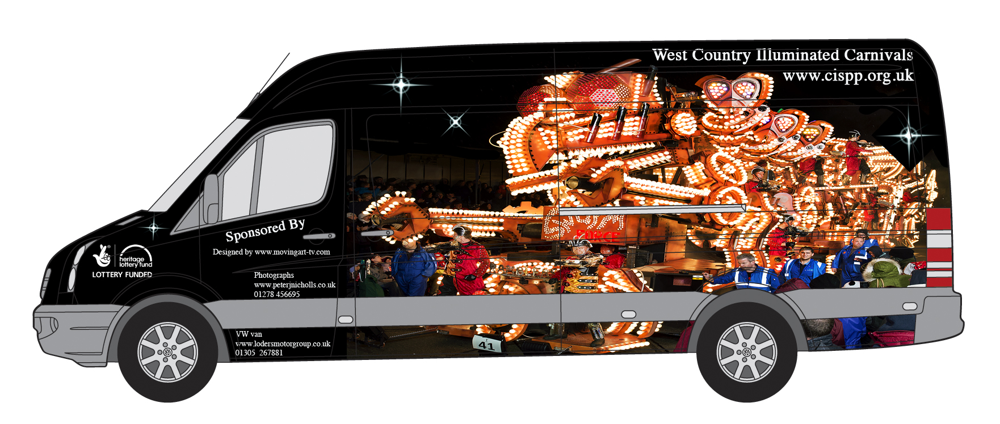 West Country Illuminated Carnivals
www.cispp.org.uk
FORCE
Sponsored By
Designed by www.movingart-tv.com
heritage
lottery fund
LOTTERY FUNDED
Photographs
www.peterjnicholls.co.uk
01278 456695
VW van
www.lodersmotorgroup.co.uk
01305 267881
41